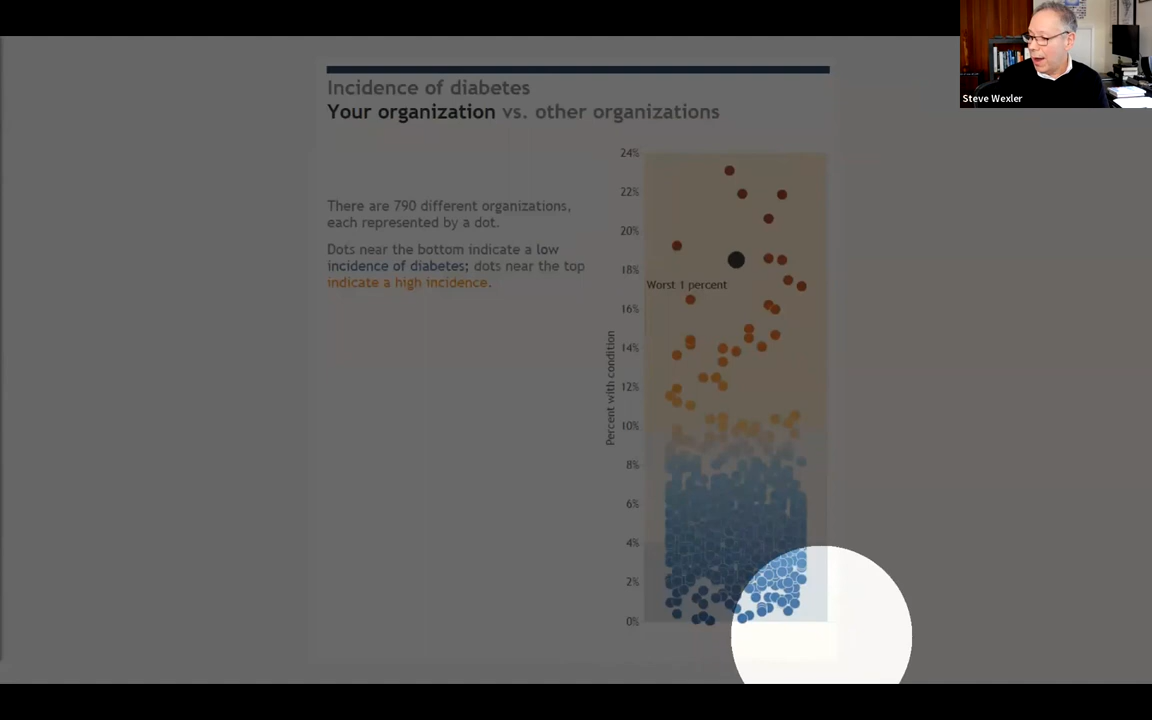 Steve Wexler
Incidence of diabetes
Your organization vs. other organizations
There are 790 different organizations,
each represented by a dot.
Dots near the bottom indicate a low
incidence of diabetes; dots near the top
indicate a high incidence.
Percent with condition
24%
22%
20%
18%
Worst 1 percent
16%
14%
12%
10%
8%
6%
4%
2%
0%